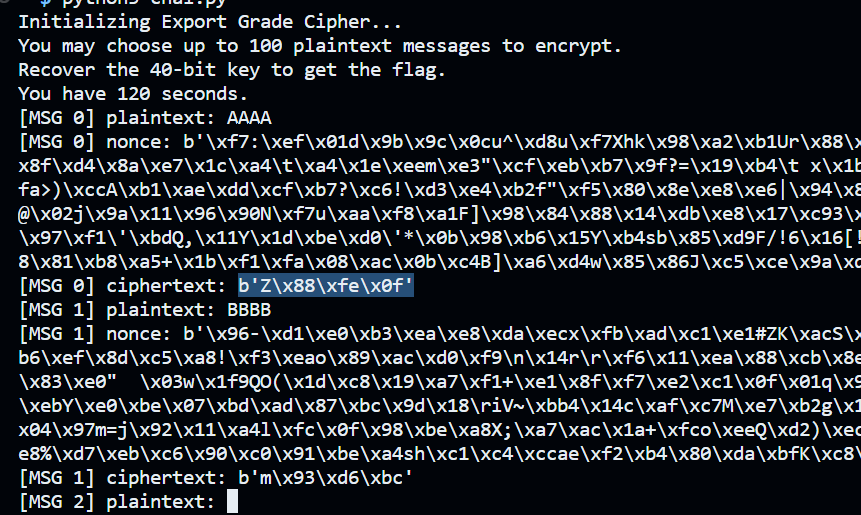 $ python3 chal.py
Initializing Export Grade Cipher...
You may choose up to 100 plaintext messages to encrypt.
Recover the 40-bit key to get the flag.
You have 120 seconds.
[MSG 0] plaintext: AAAA
[MSG 0] nonce: b'\xf7:\xef\x01d\x9b\x9c\x0cu^\xd8u\xf7Xhk\x98\xa2\xb1Ur\x88\
x8f\xd4\x8a\xe7\x1c\xa4\t\xa4\x1e\xeem\xe3"\xcf\xeb\xb7\x9f?=\x19\xb4\t x\x1b
fa>)\xccA\xb1\xae\xdd\xcf\xb7?\xc6!\xd3\xe4\xb2f"\xf5\x80\x8e\xe8\xe6|\x94\x8
@\x02j\x9a\x11\x96\x90N\xf7u\xaa\xf8\xa1F]\x98\x84\x88\x14\xdb\xe8\x17\xc93\
\x97\xf1\'\xbdQ,\x11Y\x1d\xbe\xd0\'*\x0b\x98\xb6\x15Y\xb4sb\x85\xd9F/!6\x16[!
8\x81\xb8\xa5+\x1b\xf1\xfa\x08\xac\x0b\xc4B]\xa6\xd4w\x85\x86J\xc5\xce\x9a\xd
[MSG 0] ciphertext: b'Z\x88\xfe\x0f'
[MSG 1] plaintext: BBBB
[MSG 1] nonce: b'\x96-\xd1\xe0\xb3\xea\xe8\xda\xecx\xfb\xad\xc1\xe1#ZK\xacS\x
b6\xef\x8d\xc5\xa8!\xf3\xeao\x89\xac\xd0\xf9\n\x14r\r\xf6\x11\xea\x88\xcb\x8e
\x83\xe0"  \x03w\x1f9QO(\x1d\xc8\x19\xa7\xf1+\xe1\x8f\xf7\xe2\xc1\x0f\x01q\x9
\xebY\xe0\xbe\x07\xbd\xad\x87\xbc\x9d\x18\riV~\xbb4\x14c\xaf\xc7M\xe7\xb2g\x1
x04\x97m=j\x92\x11\xa4l\xfc\x0f\x98\xbe\xa8X;\xa7\xac\x1a+\xfco\xeeQ\xd2)\xec
e8%\xd7\xeb\xc6\x90\xc0\x91\xbe\xa4sh\xc1\xc4\xccae\xf2\xb4\x80\xda\xbfK\xc8\
[MSG 1] ciphertext: b'm\x93\xd6\xbc'
[MSG 2] plaintext: